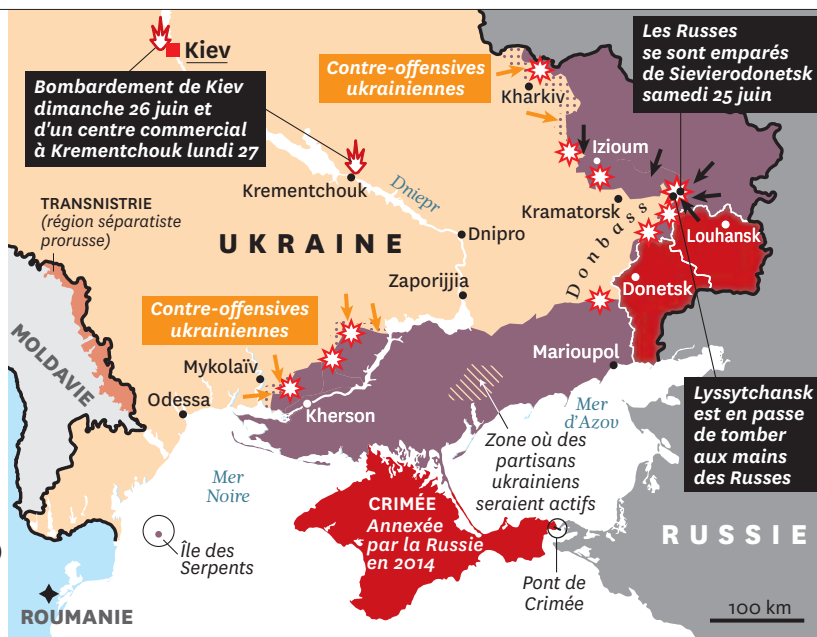 Kiev
Bombardement de Kiev
dimanche 26 juin et
d'un centre commercial
à Krementchouk lundi 27
Contre-offensives
ukrainiennes
Kharkiv
Les Russes
se sont emparés
de Sievierodonetsk
samedi 25 juin
Izioum
Krementchouk
Dniepr
Kramatorsk
TRANSNISTRIE
(région séparatiste
prorusse)
UKRAINE
Dnipro
Donbass
Louhansk
Zaporijjia
Donetsk
Contre-offensives
ukrainiennes
MOLDAVIE
Mykolaïv
Marioupol
Odessa
Kherson
Mer
d'Azov
Lyssytchansk
est en passe
de tomber
aux mains
des Russes
Zone où des
partisans
ukrainiens
seraient actifs
Mer
Noire
CRIMÉE
Annexée
par la Russie
en 2014
RUSSIE
Île des
Serpents
Pont de
Crimée
ROUMANIE
100 km